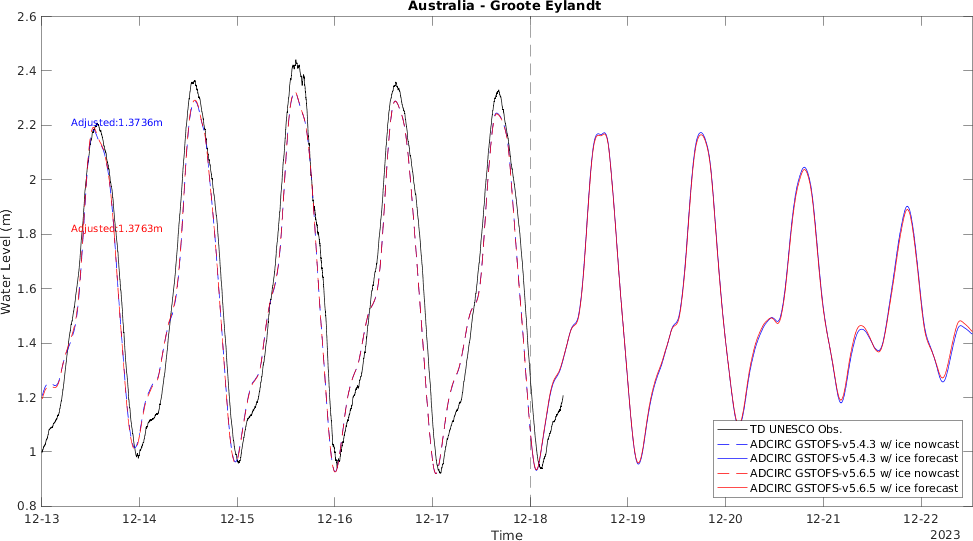 Australia - Groote Eylandt
2.6
2.4
2.2
2
1.8
1.6
1.4
1.2
1
0.8
Water Level (m)
Adjusted:1.3736m
Adjusted:1.3763m
TD UNESCO Obs.
ADCIRC GSTOFS-v5.4.3 w/ ice nowcast
ADCIRC GSTOFS-v5.4.3 w/ ice forecast
ADCIRC GSTOFS-v5.6.5 w/ ice nowcast
ADCIRC GSTOFS-v5.6.5 w/ ice forecast
12-13 12-14 12-15 12-16 12-17 12-18 12-19 12-20 12-21 12-22
Time
2023